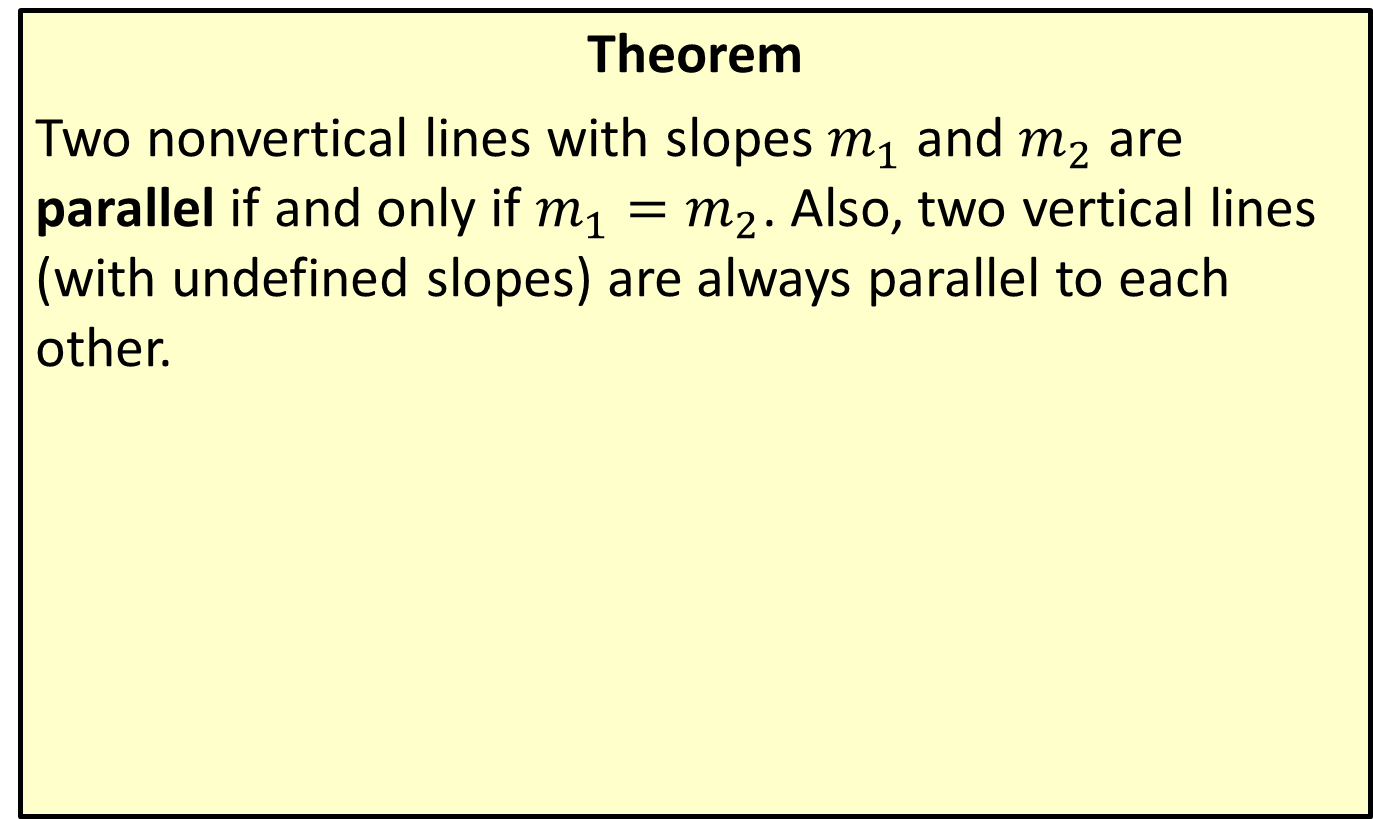 Theorem
Two nonvertical lines with slopes 𝑚₁ and 𝑚₂ are
parallel if and only if 𝑚₁ = 𝑚₂. Also, two vertical lines
(with undefined slopes) are always parallel to each
other.